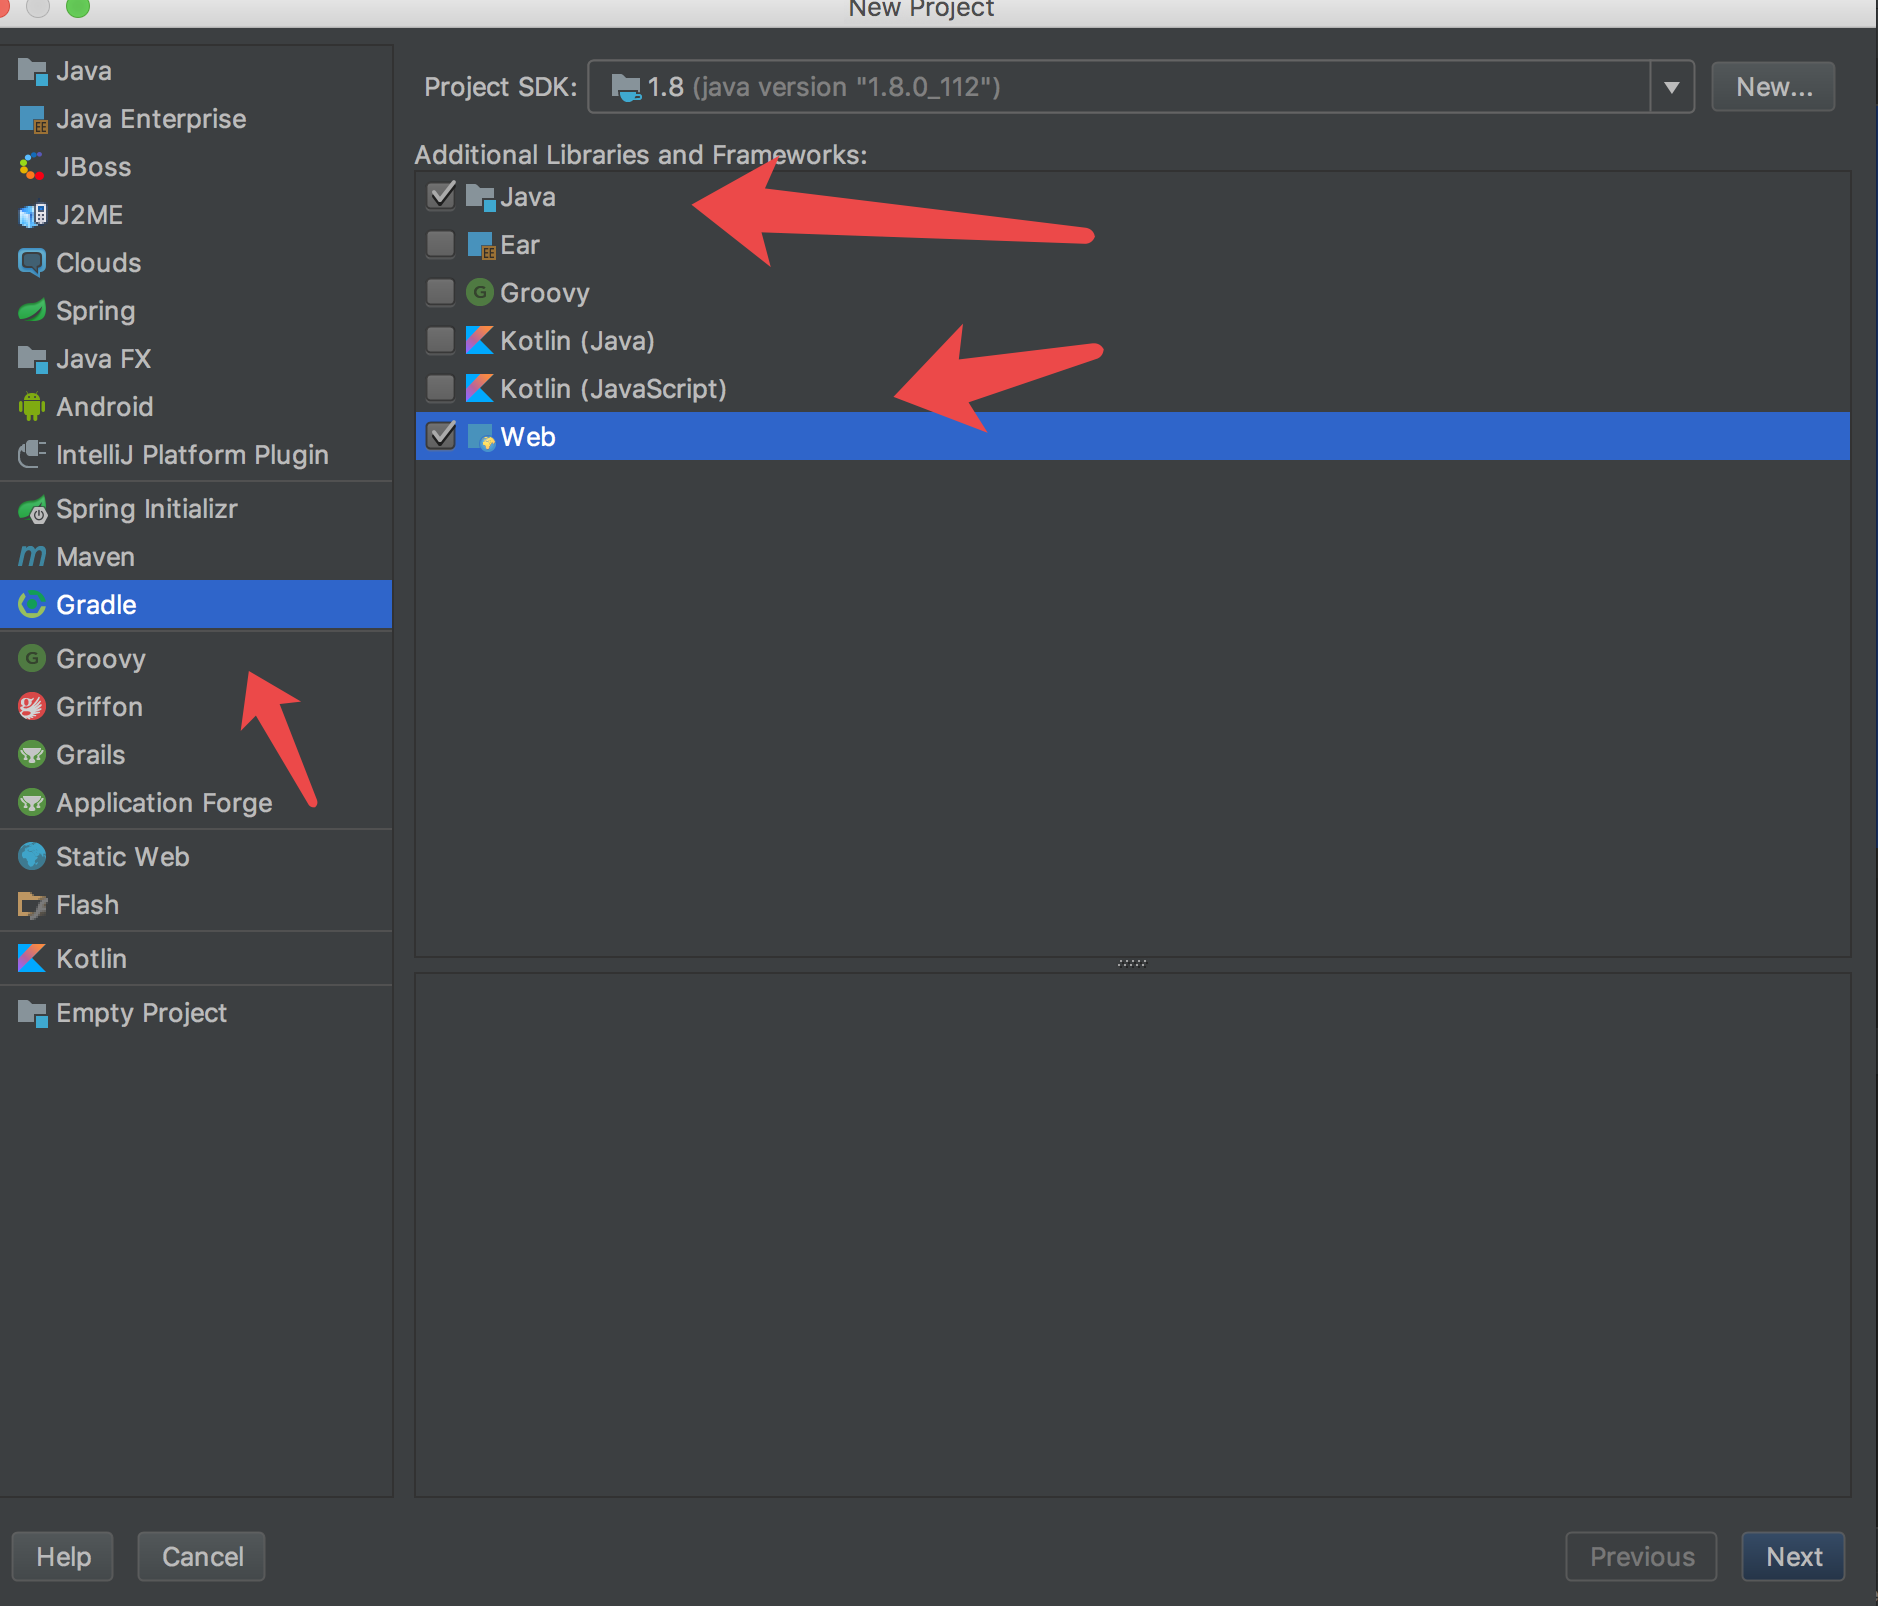 New Project
Java
Java Enterprise
JBoss
J2ME
Clouds
Spring
Java FX
Android
IntelliJ Platform Plugin
Spring Initializr
Maven
Gradle
Groovy
Griffon
Grails
Application Forge
Static Web
Flash
Kotlin
Empty Project
Project SDK: 1.8 (java version "1.8.0_112") New...
Additional Libraries and Frameworks:
Java
Ear
Groovy
Kotlin (Java)
Kotlin (JavaScript)
Web
Help Cancel Previous Next